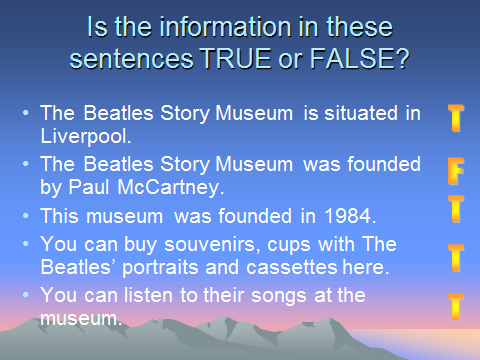 Is the information in these
sentences TRUE or FALSE?
• The Beatles Story Museum is situated in
Liverpool.
T
• The Beatles Story Museum was founded
by Paul McCartney.
F
• This museum was founded in 1984.
T
• You can buy souvenirs, cups with The
Beatles’ portraits and cassettes here.
T
• You can listen to their songs at the
museum.
T